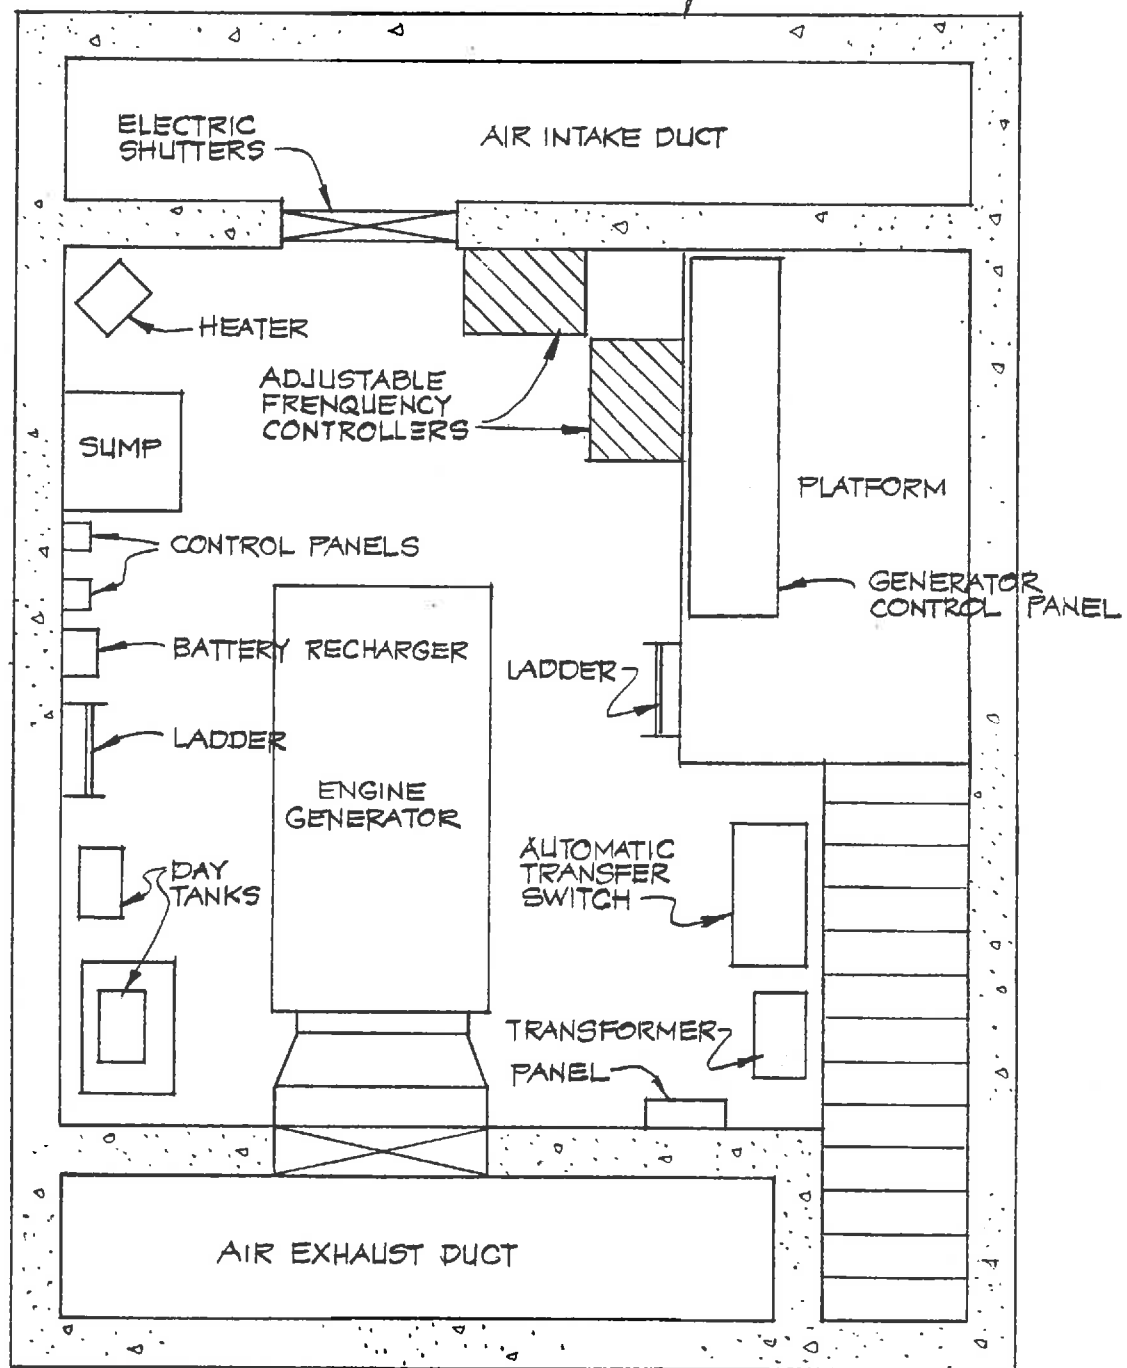 ELECTRIC
SHUTTERS
AIR INTAKE DUCT
HEATER
ADJUSTABLE
FRENQUENCY
CONTROLLERS
SUMP
PLATFORM
CONTROL PANELS
GENERATOR
CONTROL PANEL
BATTERY RECHARGER
LADDER
LADDER
ENGINE
GENERATOR
AUTOMATIC
TRANSFER
SWITCH
DAY
TANKS
TRANSFORMER
PANEL
AIR EXHAUST DUCT